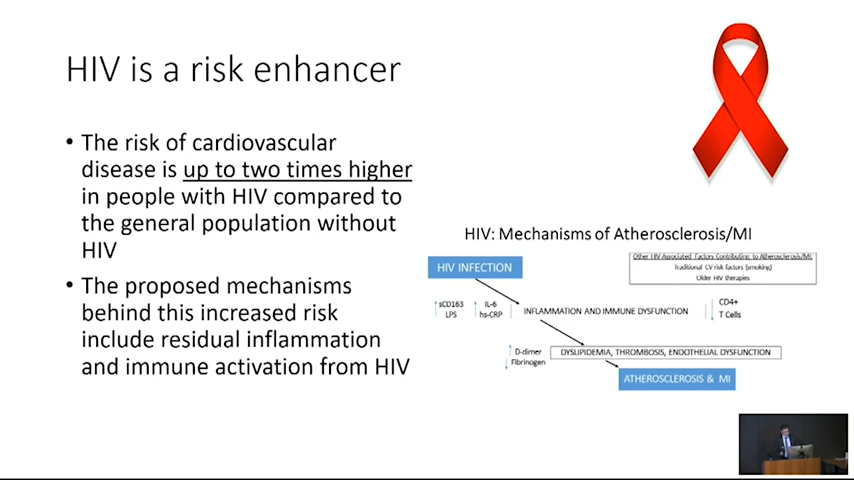 HIV is a risk enhancer
• The risk of cardiovascular
disease is up to two times higher
in people with HIV compared to
the general population without
HIV
• The proposed mechanisms
behind this increased risk
include residual inflammation
and immune activation from HIV
HIV: Mechanisms of Atherosclerosis/MI
HIV INFECTION
Other HIV Associated Factors Contributing to Atherosclerosis/MI:
Traditional CV risk factors (smoking)
Older HIV therapies
↑ sCD163
LPS
↑ IL-6
hs-CRP
INFLAMMATION AND IMMUNE DYSFUNCTION
↓ CD4+
T Cells
↑ D-dimer
↓ Fibrinogen
DYSLIPIDEMIA, THROMBOSIS, ENDOTHELIAL DYSFUNCTION
ATHEROSCLEROSIS & MI